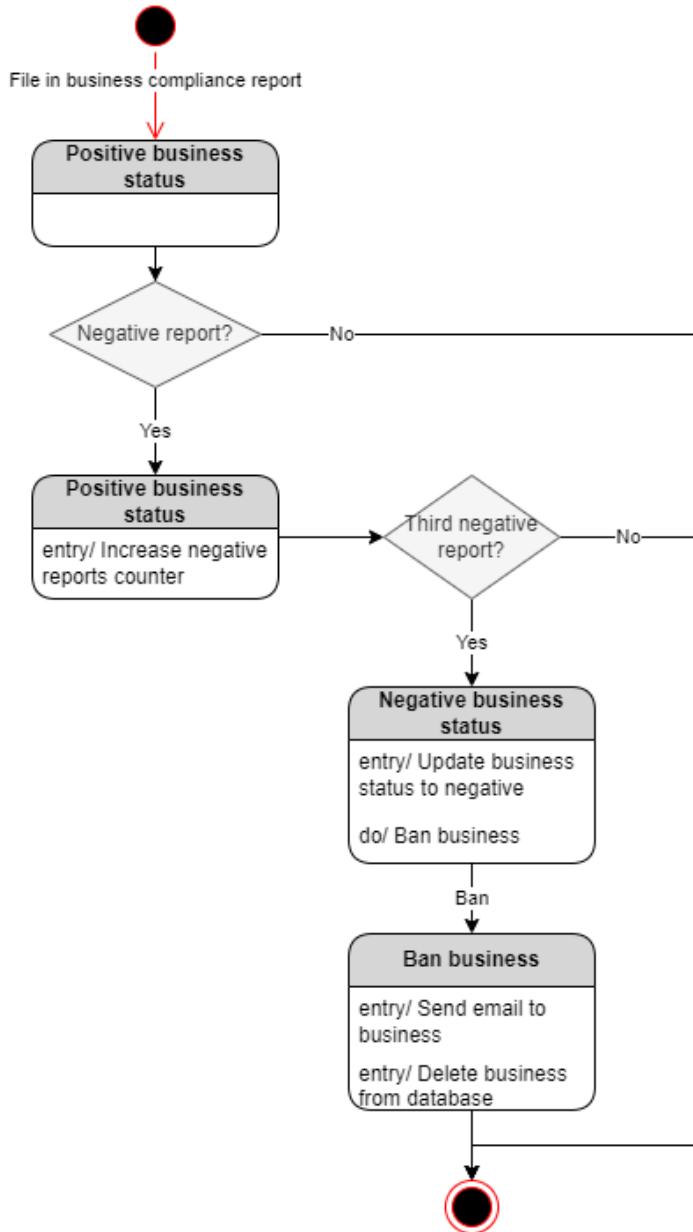 File in business compliance report
Positive business
status
Negative report?
No
Yes
Positive business
status
entry/ Increase negative
reports counter
Third negative
report?
No
Yes
Negative business
status
entry/ Update business
status to negative
do/ Ban business
Ban
Ban business
entry/ Send email to
business
entry/ Delete business
from database